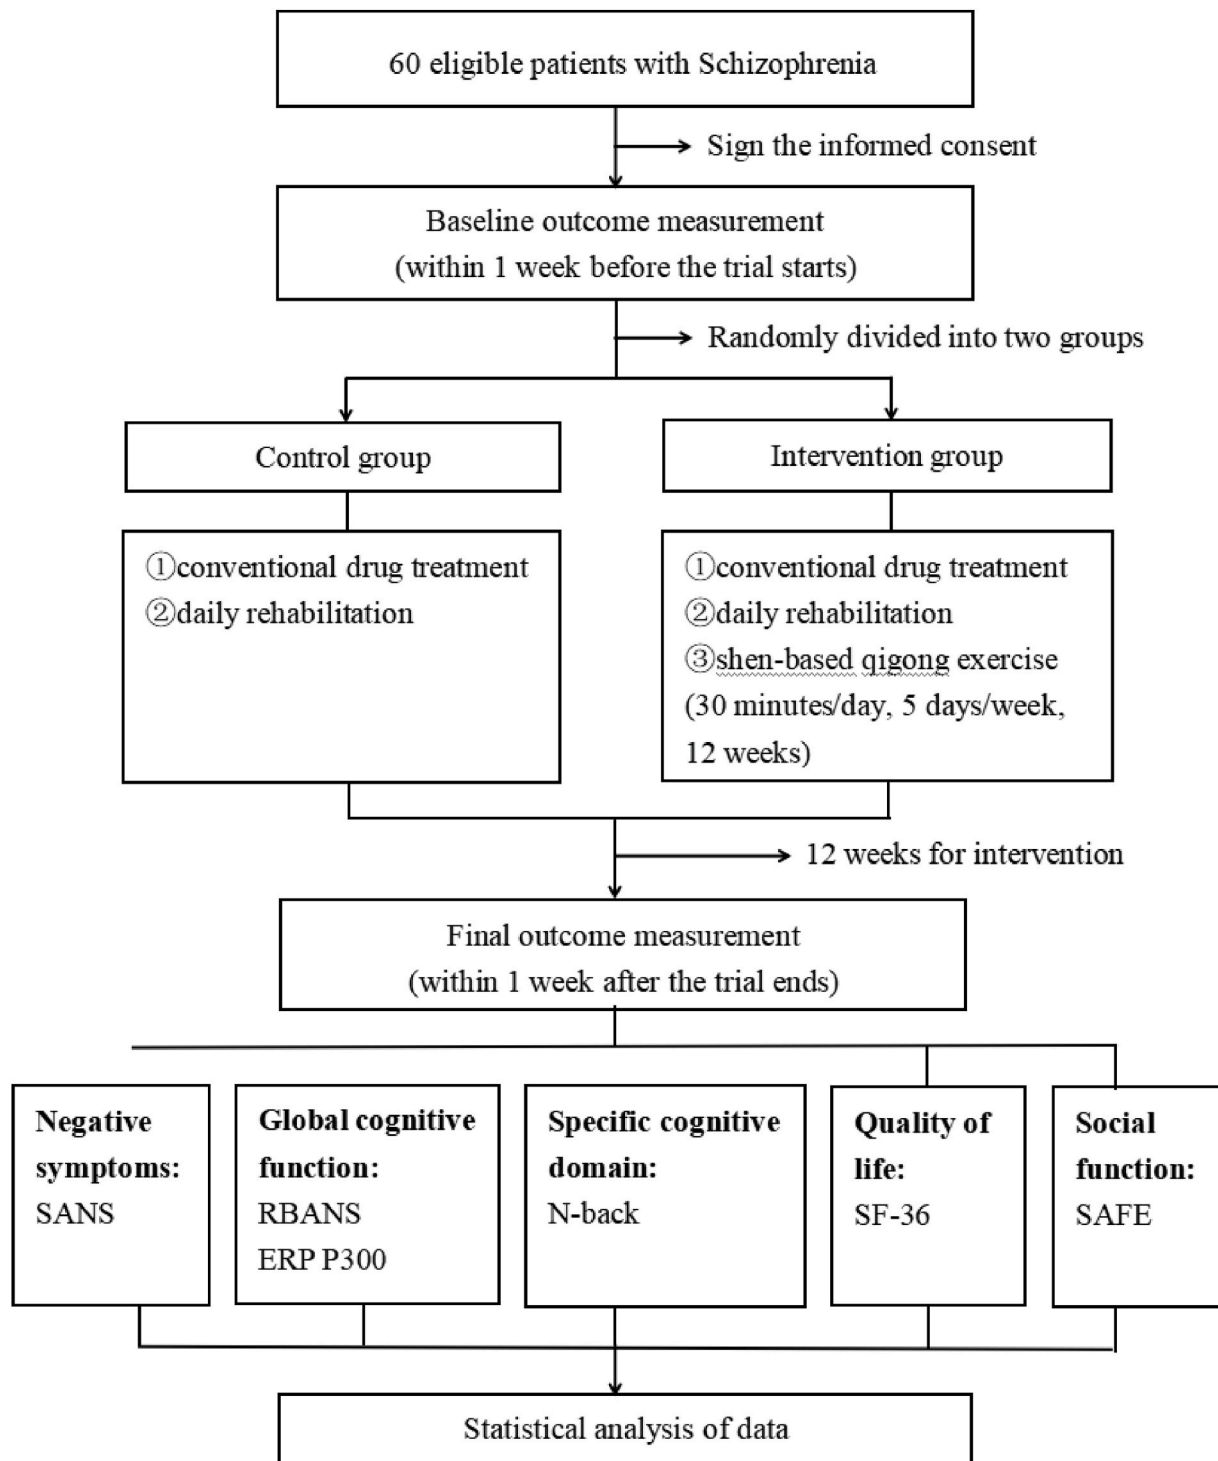 60 eligible patients with Schizophrenia
Sign the informed consent
Baseline outcome measurement
(within 1 week before the trial starts)
Randomly divided into two groups
Control group
Intervention group
①conventional drug treatment
②daily rehabilitation
①conventional drug treatment
②daily rehabilitation
③shen-based qigong exercise
(30 minutes/day, 5 days/week,
12 weeks)
12 weeks for intervention
Final outcome measurement
(within 1 week after the trial ends)
Negative
symptoms:
SANS
Global cognitive
function:
RBANS
ERP P300
Specific cognitive
domain:
N-back
Quality of
life:
SF-36
Social
function:
SAFE
Statistical analysis of data